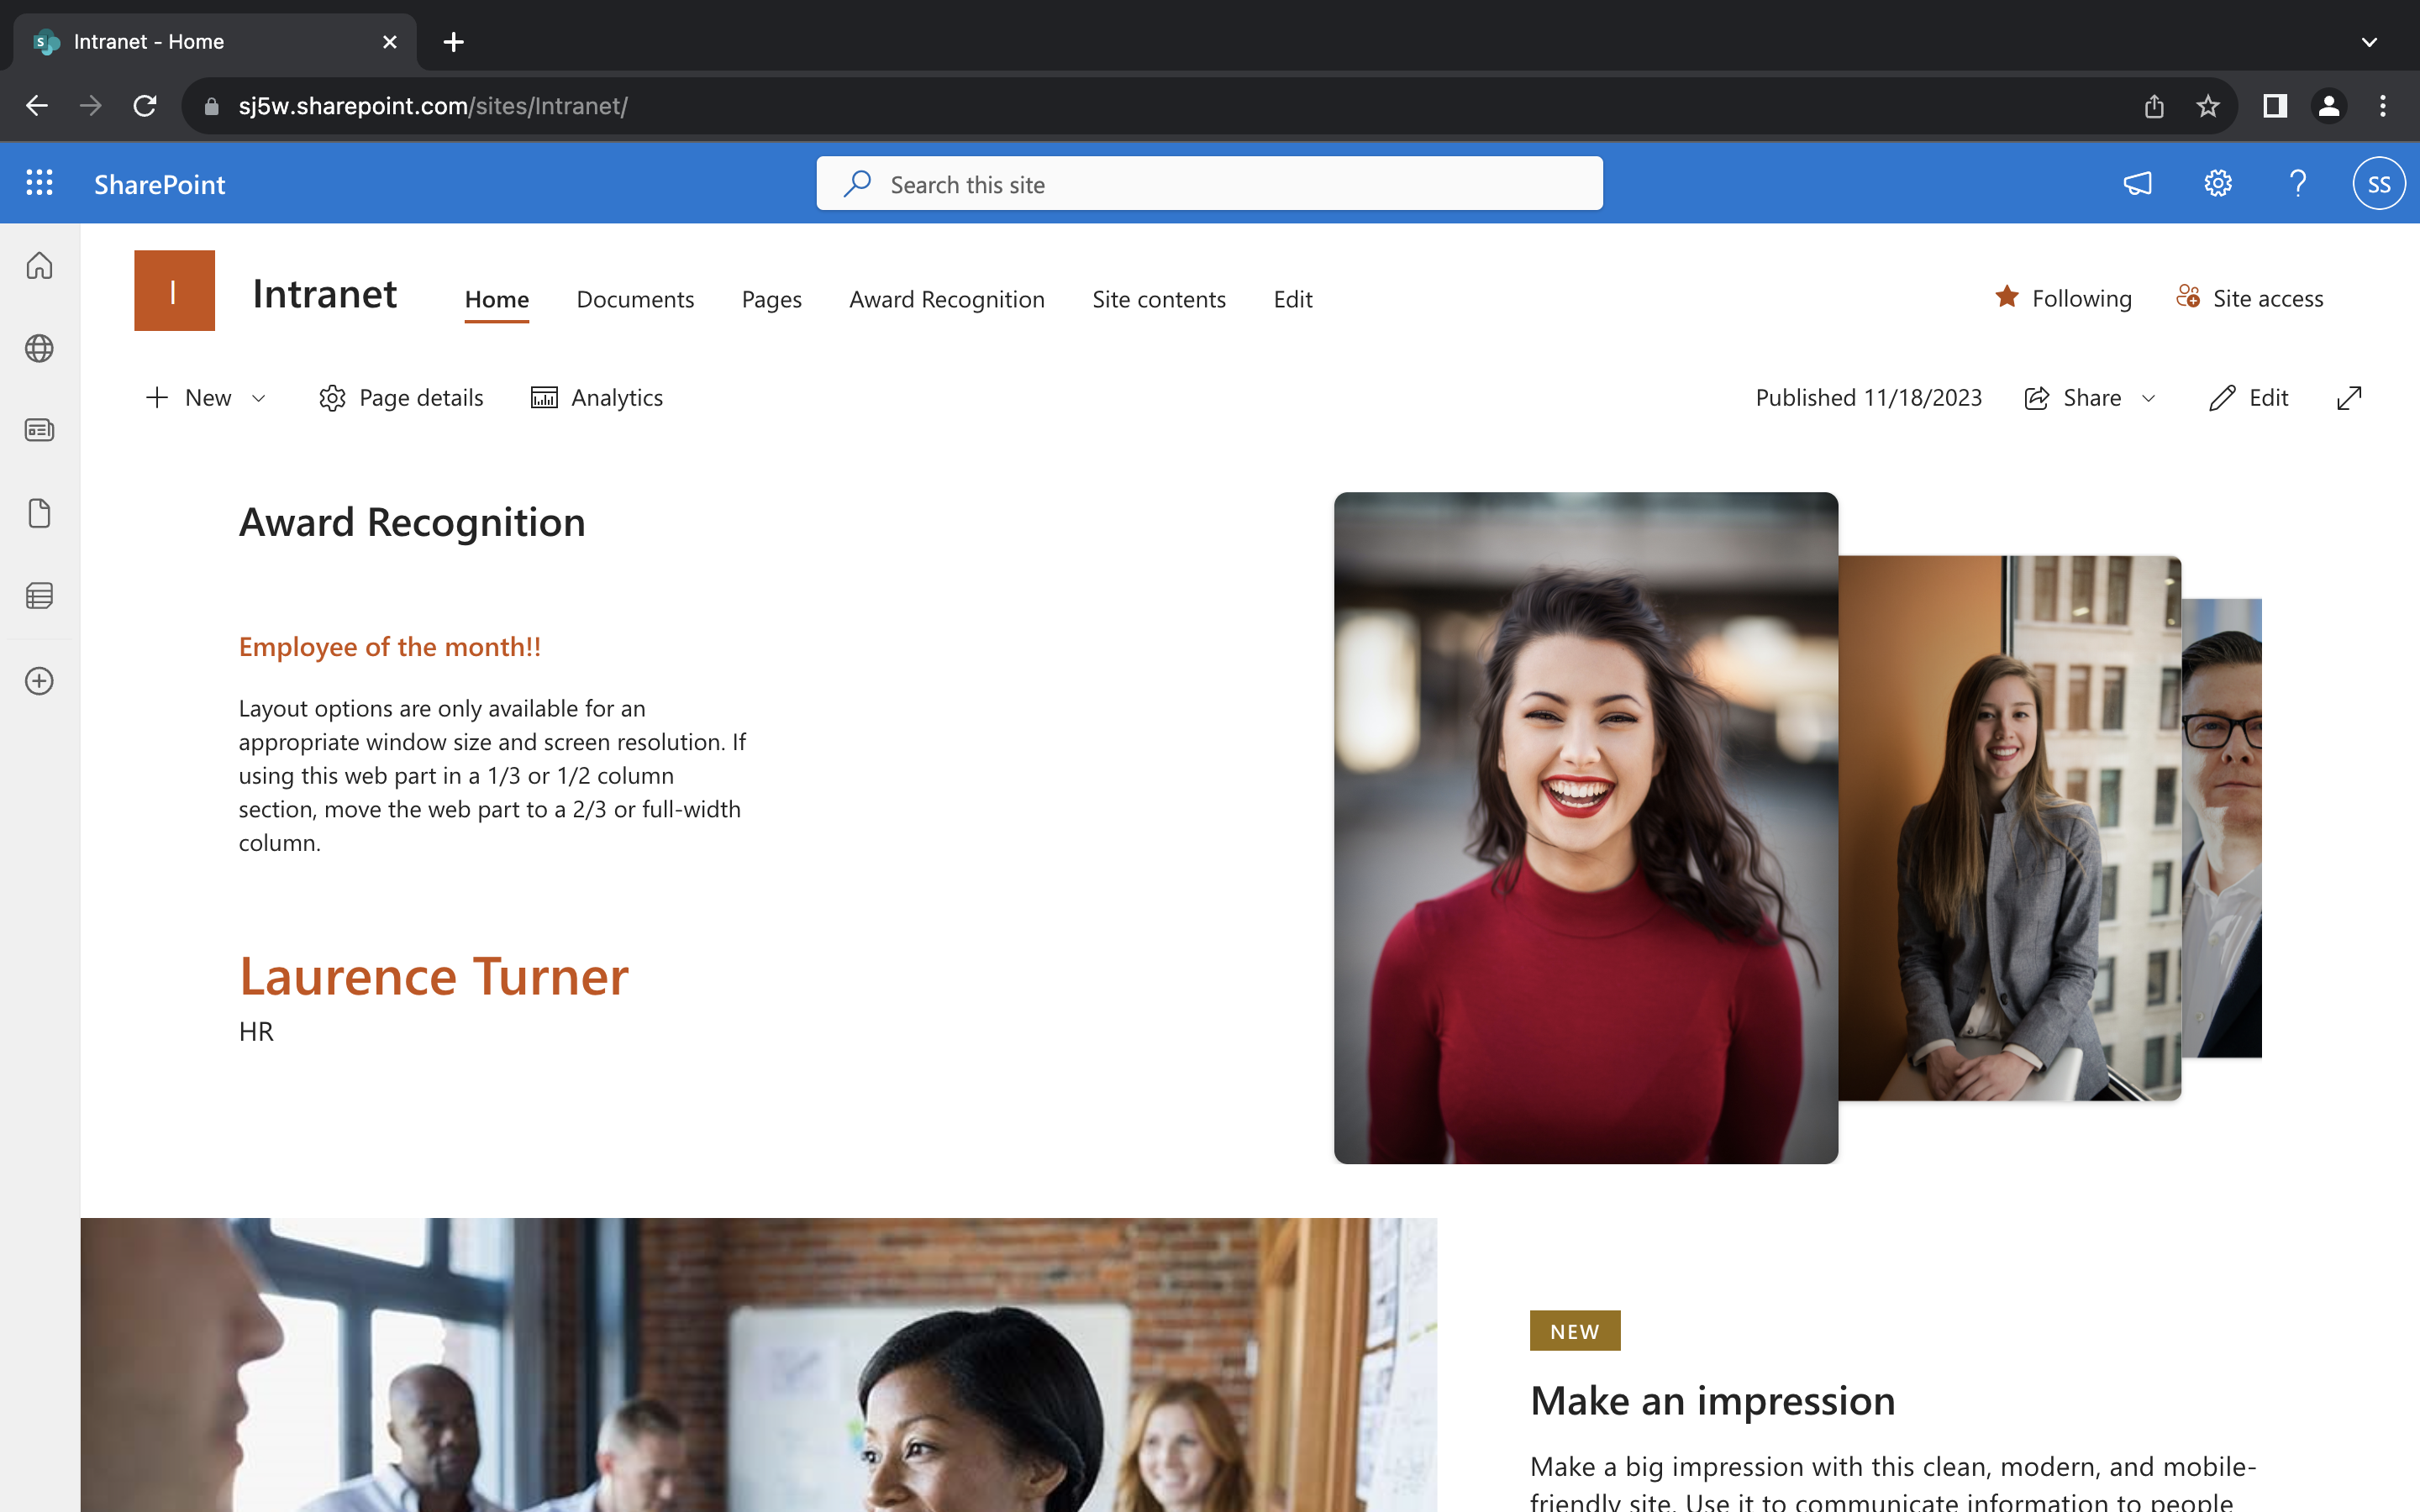 Intranet - Home
sj5w.sharepoint.com/sites/Intranet/
SharePoint
Search this site
SS
I
Intranet
Home
Documents
Pages
Award Recognition
Site contents
Edit
Following
Site access
New
Page details
Analytics
Published 11/18/2023
Share
Edit
Award Recognition
Employee of the month!!
Layout options are only available for an
appropriate window size and screen resolution. If
using this web part in a 1/3 or 1/2 column
section, move the web part to a 2/3 or full-width
column.
Laurence Turner
HR
NEW
Make an impression
Make a big impression with this clean, modern, and mobile-
friendly site. Use it to communicate information to people